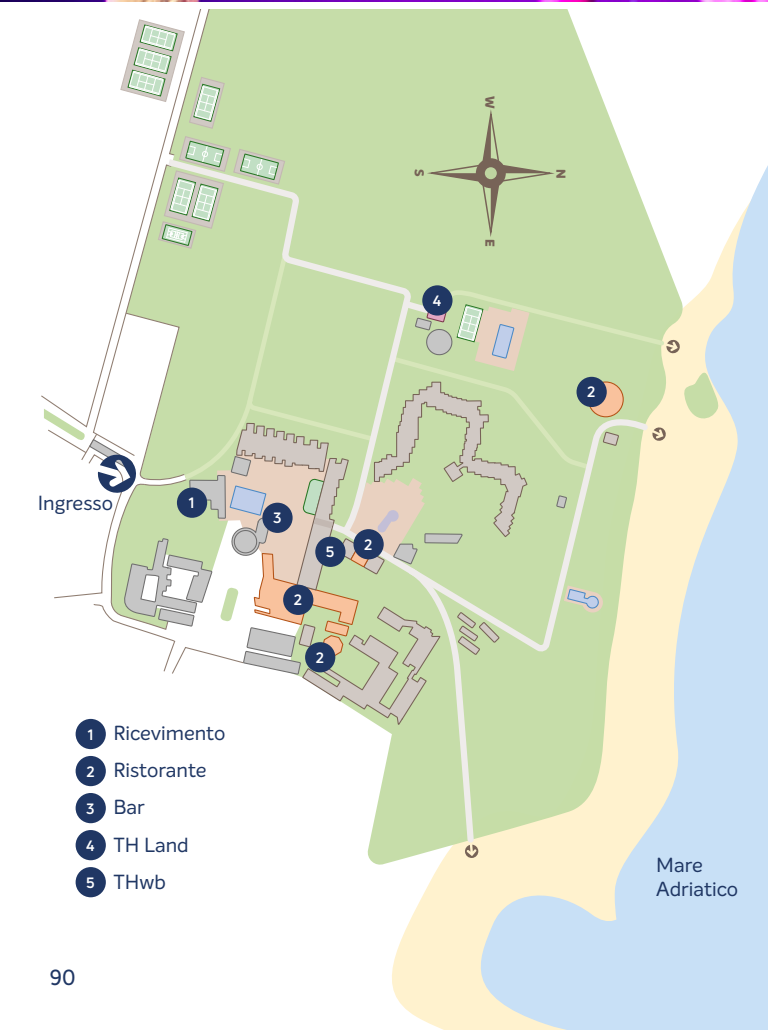 W
S
N
E
4
2
Ingresso
1
3
5
2
2
2
1 Ricevimento
2 Ristorante
3 Bar
4 TH Land
5 THwb
Mare
Adriatico
90